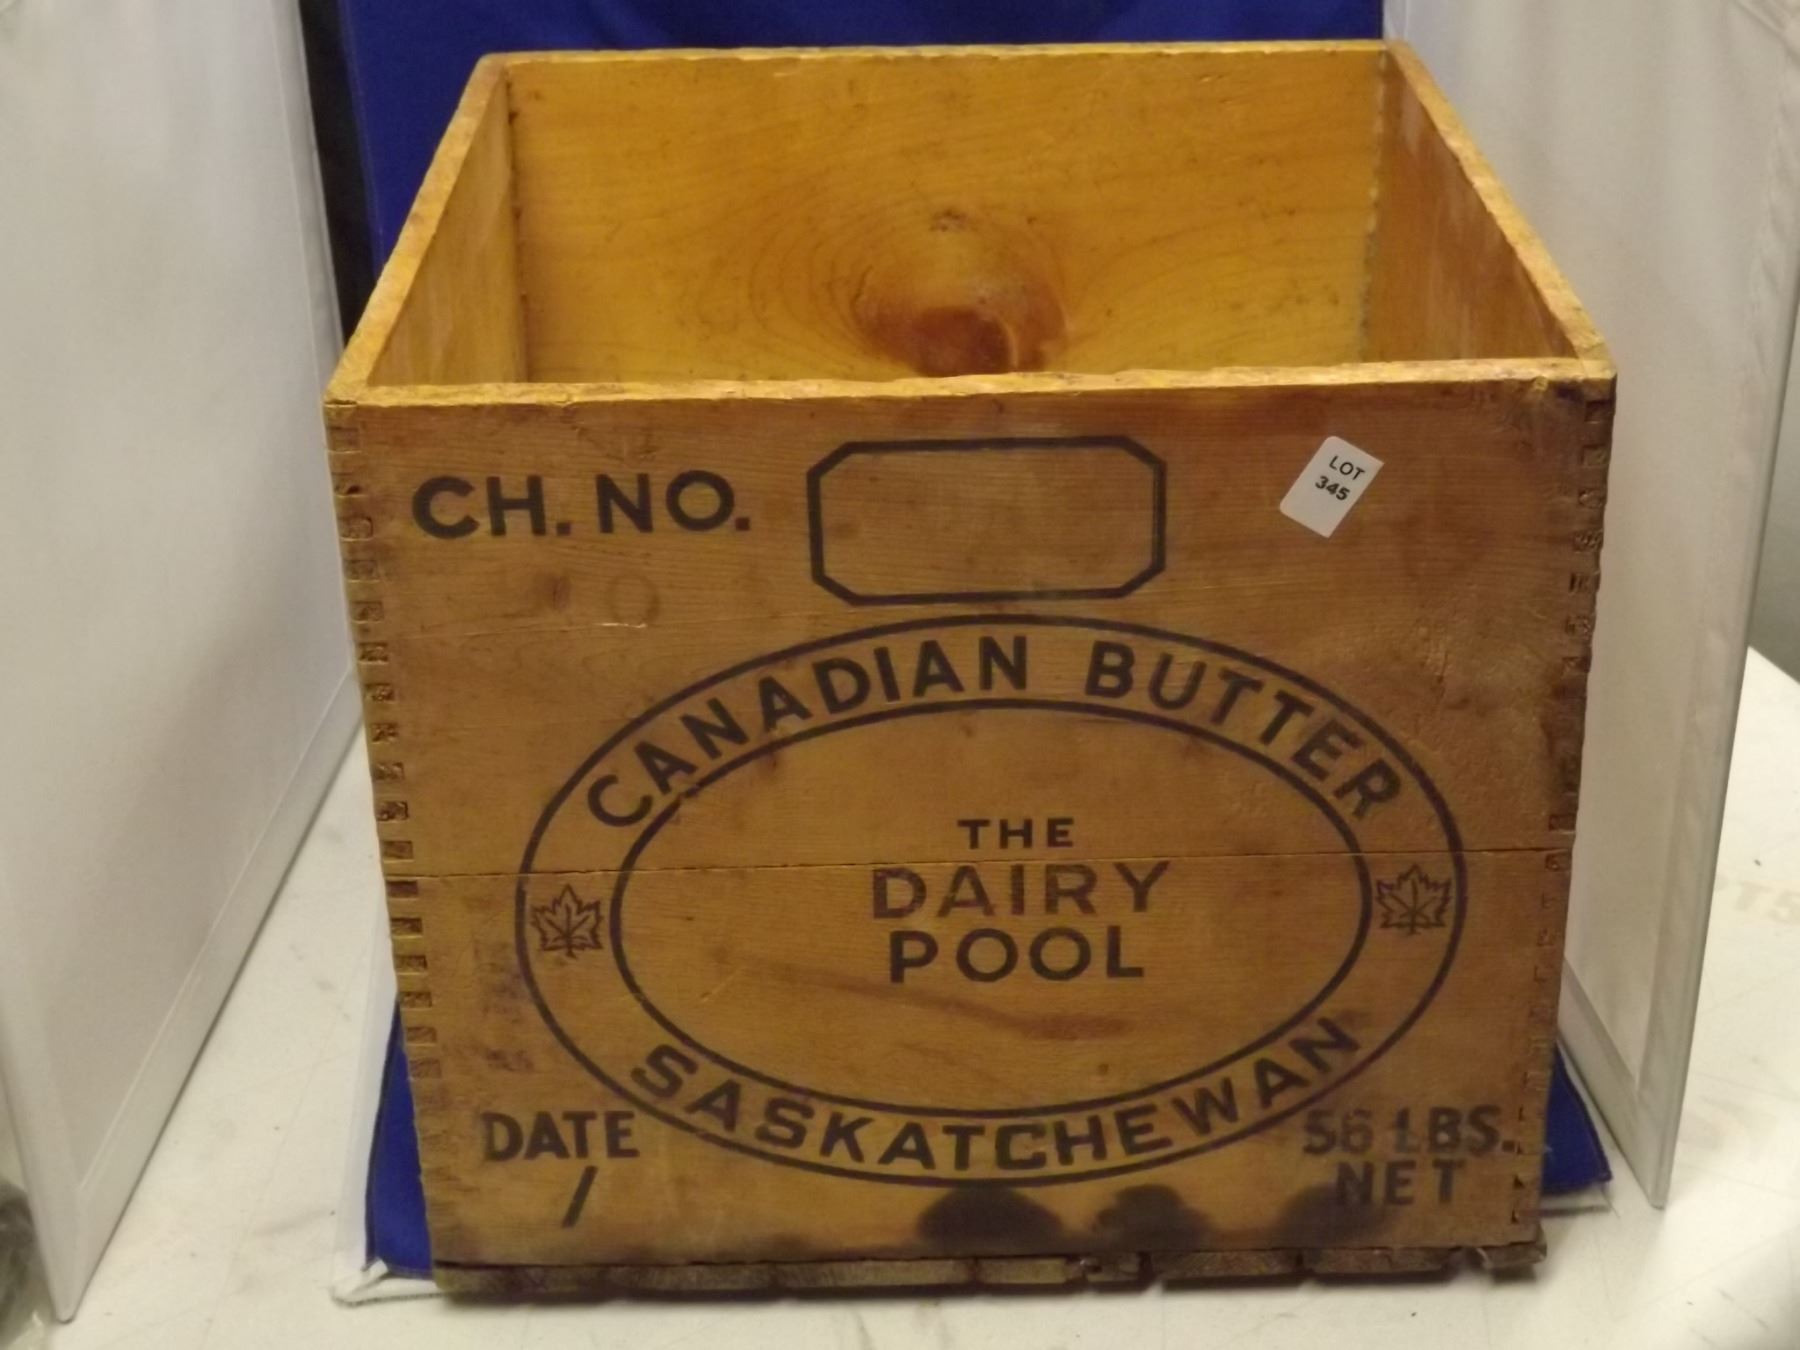 CH. NO.
LOT
345
CANADIAN BUTTER
THE
DAIRY
POOL
SASKATCHEWAN
DATE
/
56 LBS.
NET